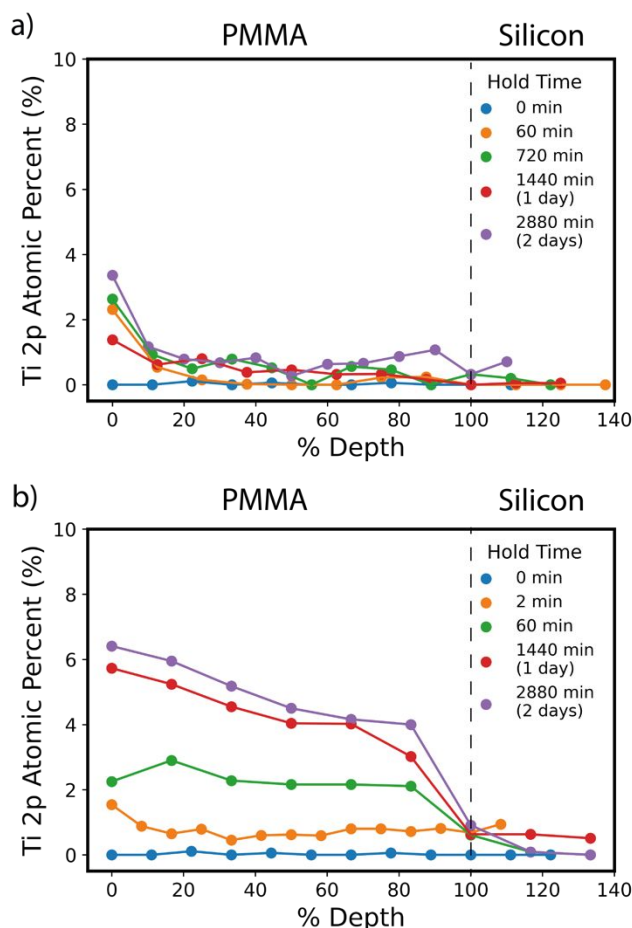 a)
PMMA Silicon
Ti 2p Atomic Percent (%)
10
8
6
4
2
0
Hold Time
0 min
60 min
720 min
1440 min
(1 day)
2880 min
(2 days)
0 20 40 60 80 100 120 140
% Depth
b)
PMMA Silicon
Ti 2p Atomic Percent (%)
10
8
6
4
2
0
Hold Time
0 min
2 min
60 min
1440 min
(1 day)
2880 min
(2 days)
0 20 40 60 80 100 120 140
% Depth